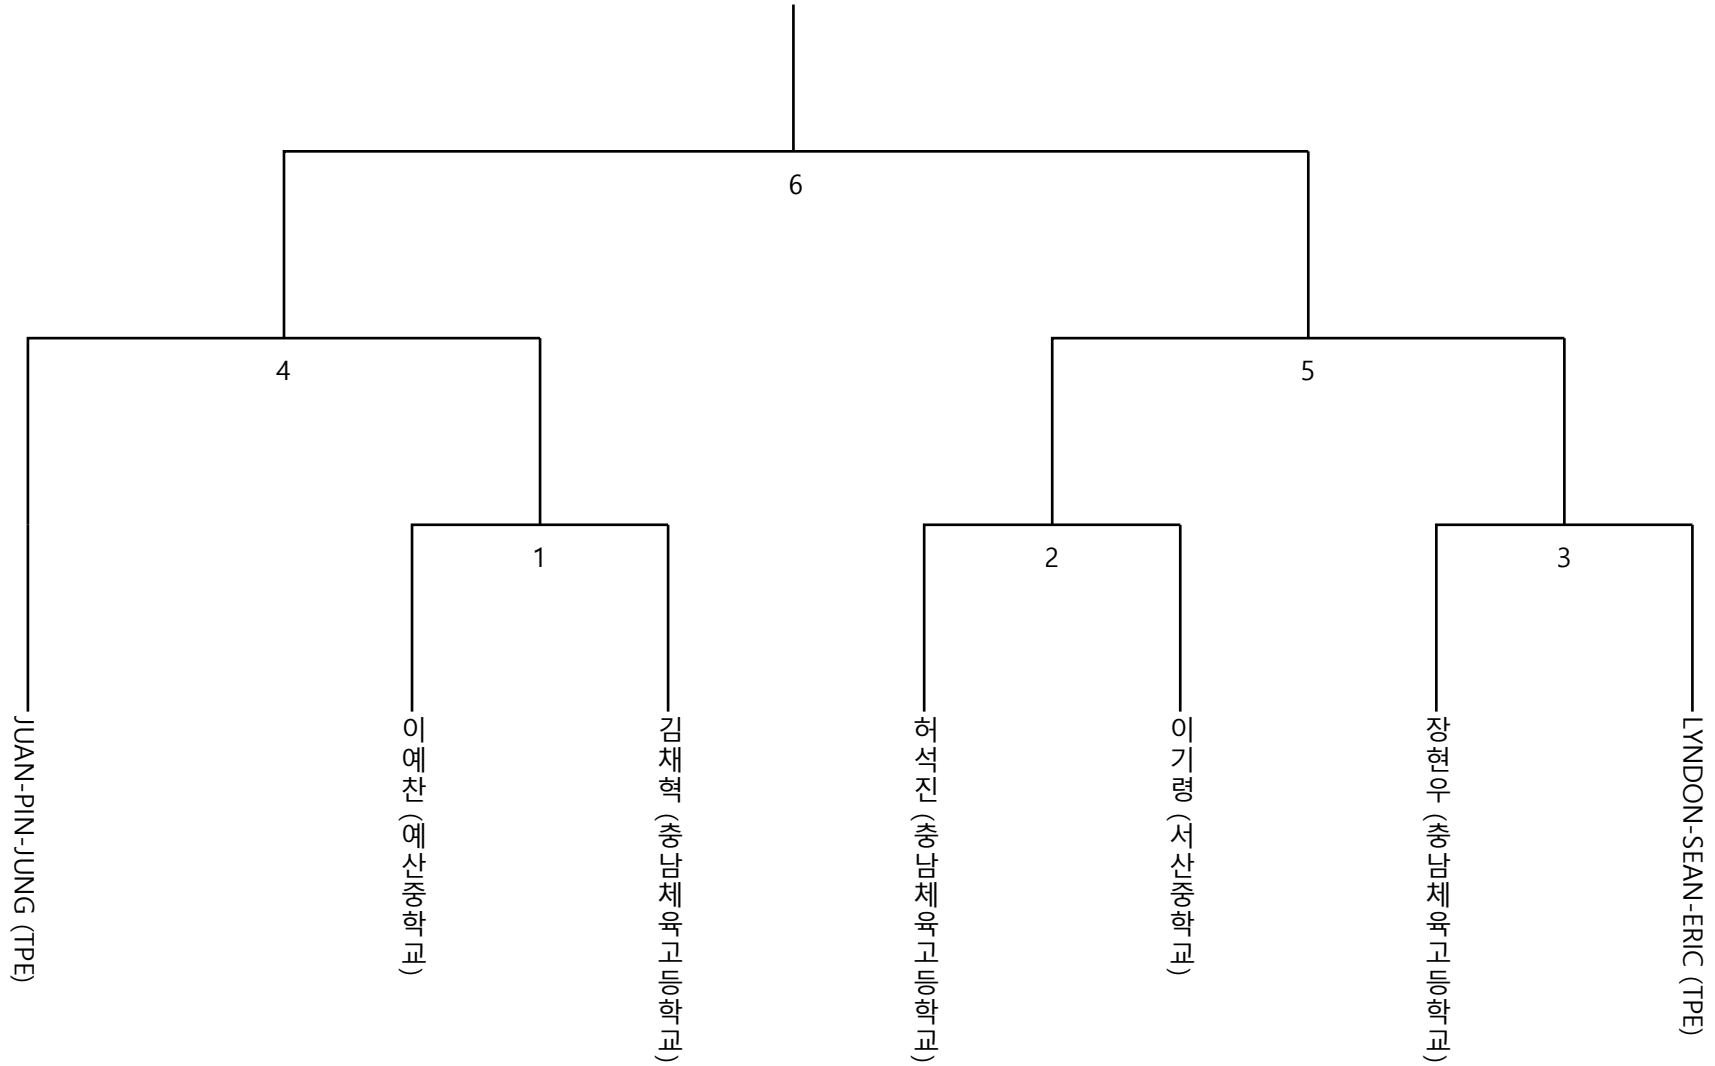 6
4
5
1
2
3
JUAN-PIN-JUNG (TPE)
이예찬 (예산중학교)
김채혁 (충남체육고등학교)
허석진 (충남체육고등학교)
이기령 (서산중학교)
장현우 (충남체육고등학교)
LYNDON-SEAN-ERIC (TPE)